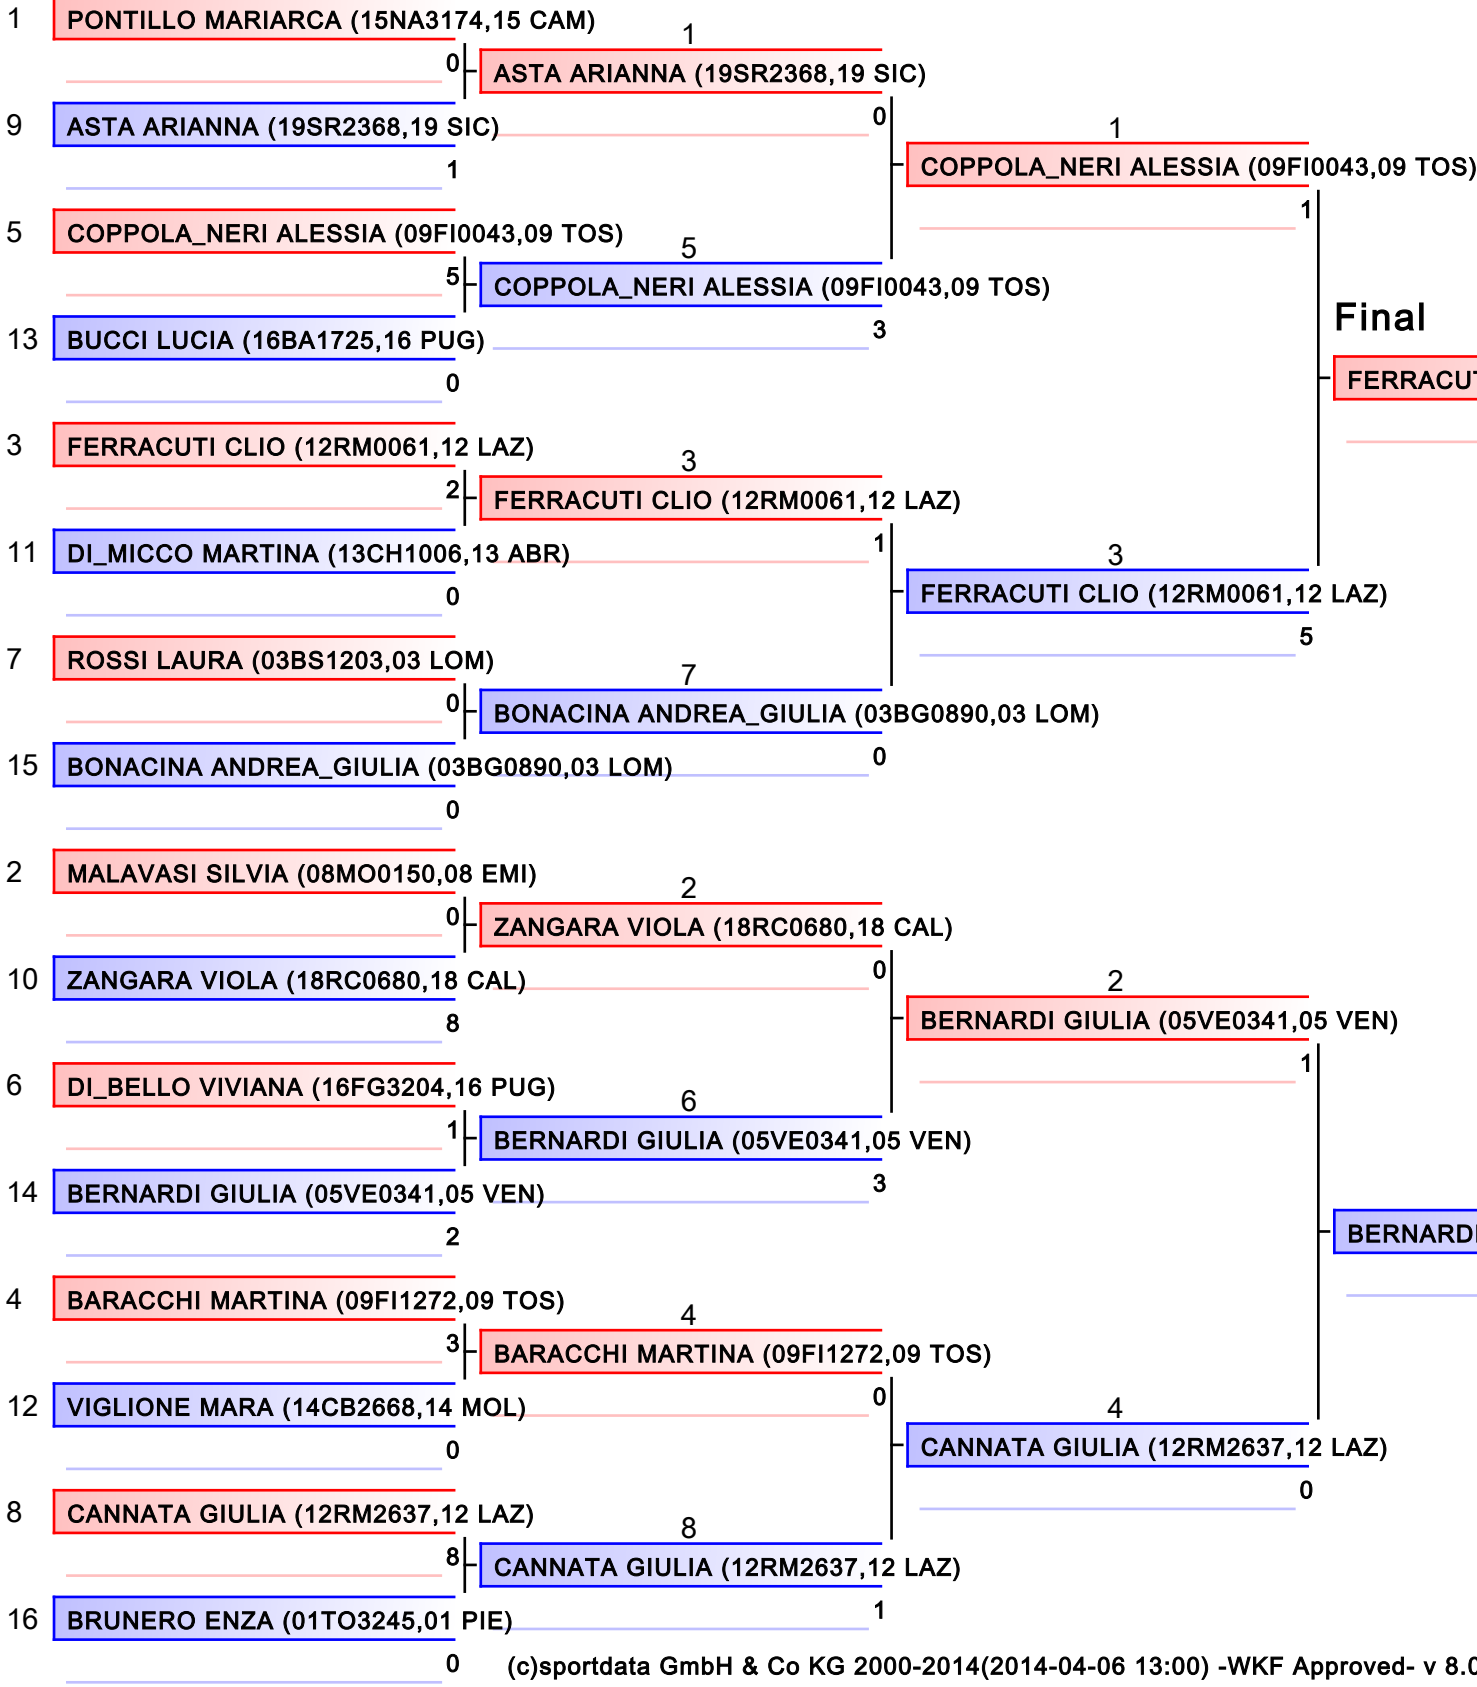 1 PONTILLO MARIARCA (15NA3174,15 CAM)
0
9 ASTA ARIANNA (19SR2368,19 SIC)
1
5 COPPOLA_NERI ALESSIA (09FI0043,09 TOS)
5
13 BUCCI LUCIA (16BA1725,16 PUG)
0
3 FERRACUTI CLIO (12RM0061,12 LAZ)
2
11 DI_MICCO MARTINA (13CH1006,13 ABR)
0
7 ROSSI LAURA (03BS1203,03 LOM)
0
15 BONACINA ANDREA_GIULIA (03BG0890,03 LOM)
0
2 MALAVASI SILVIA (08MO0150,08 EMI)
0
10 ZANGARA VIOLA (18RC0680,18 CAL)
8
6 DI_BELLO VIVIANA (16FG3204,16 PUG)
1
14 BERNARDI GIULIA (05VE0341,05 VEN)
2
4 BARACCHI MARTINA (09FI1272,09 TOS)
3
12 VIGLIONE MARA (14CB2668,14 MOL)
0
8 CANNATA GIULIA (12RM2637,12 LAZ)
8
16 BRUNERO ENZA (01TO3245,01 PIE)
0
1
ASTA ARIANNA (19SR2368,19 SIC)
0
5
COPPOLA_NERI ALESSIA (09FI0043,09 TOS)
3
3
FERRACUTI CLIO (12RM0061,12 LAZ)
1
7
BONACINA ANDREA_GIULIA (03BG0890,03 LOM)
0
2
ZANGARA VIOLA (18RC0680,18 CAL)
0
6
BERNARDI GIULIA (05VE0341,05 VEN)
3
4
BARACCHI MARTINA (09FI1272,09 TOS)
0
8
CANNATA GIULIA (12RM2637,12 LAZ)
1
1
COPPOLA_NERI ALESSIA (09FI0043,09 TOS)
1
3
FERRACUTI CLIO (12RM0061,12 LAZ)
5
2
BERNARDI GIULIA (05VE0341,05 VEN)
1
4
CANNATA GIULIA (12RM2637,12 LAZ)
0
Final
FERRACUT
BERNARDI
(c)sportdata GmbH & Co KG 2000-2014(2014-04-06 13:00) -WKF Approved- v 8.0